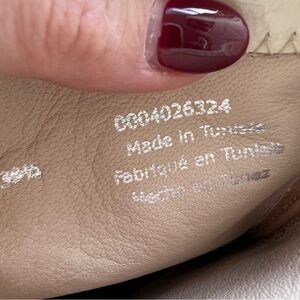 0004026324
Made in Tunisia
Fabriqué en Tunisie
Hecho en Túnez